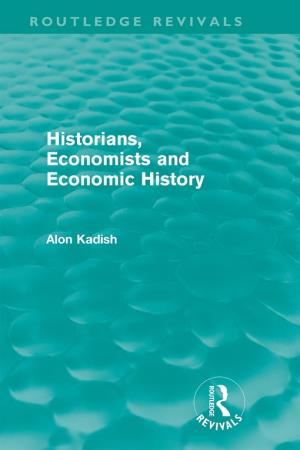 ROUTLEDGE REVIVALS
Historians,
Economists and
Economic History
Alon Kadish
ROUTLEDGE
R
REVIVALS